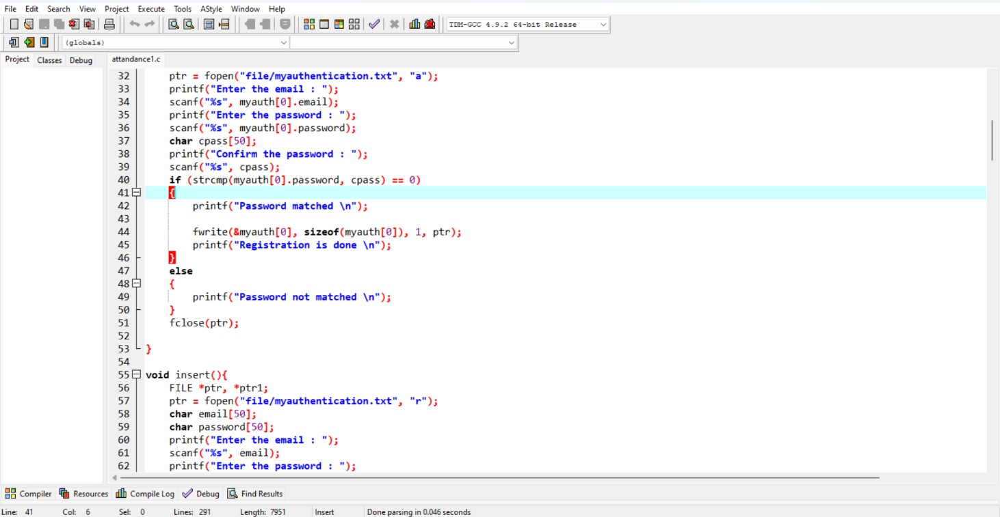 File Edit Search View Project Execute Tools AStyle Window Help
TDM-GCC 4.9.2 64-bit Release
(globals)
Project Classes Debug attandance1.c
32 ptr = fopen("file/myauthentication.txt", "a");
33 printf("Enter the email : ");
34 scanf("%s", myauth[0].email);
35 printf("Enter the password : ");
36 scanf("%s", myauth[0].password);
37 char cpass[50];
38 printf("Confirm the password : ");
39 scanf("%s", cpass);
40 if (strcmp(myauth[0].password, cpass) == 0)
41 {
42 printf("Password matched \n");
43
44 fwrite(&myauth[0], sizeof(myauth[0]), 1, ptr);
45 printf("Registration is done \n");
46 }
47 else
48 {
49 printf("Password not matched \n");
50 }
51 fclose(ptr);
52
53 }
54
55 void insert(){
56 FILE *ptr, *ptr1;
57 ptr = fopen("file/myauthentication.txt", "r");
58 char email[50];
59 char password[50];
60 printf("Enter the email : ");
61 scanf("%s", email);
62 printf("Enter the password : ");
Compiler Resources Compile Log Debug Find Results
Line: 41 Col: 6 Sel: 0 Lines: 291 Length: 7951 Insert Done parsing in 0.046 seconds